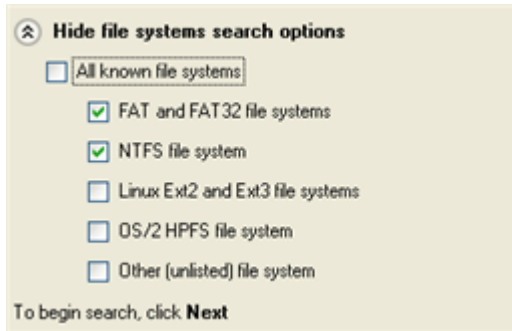 Hide file systems search options
All known file systems
FAT and FAT32 file systems
NTFS file system
Linux Ext2 and Ext3 file systems
OS/2 HPFS file system
Other (unlisted) file system
To begin search, click Next